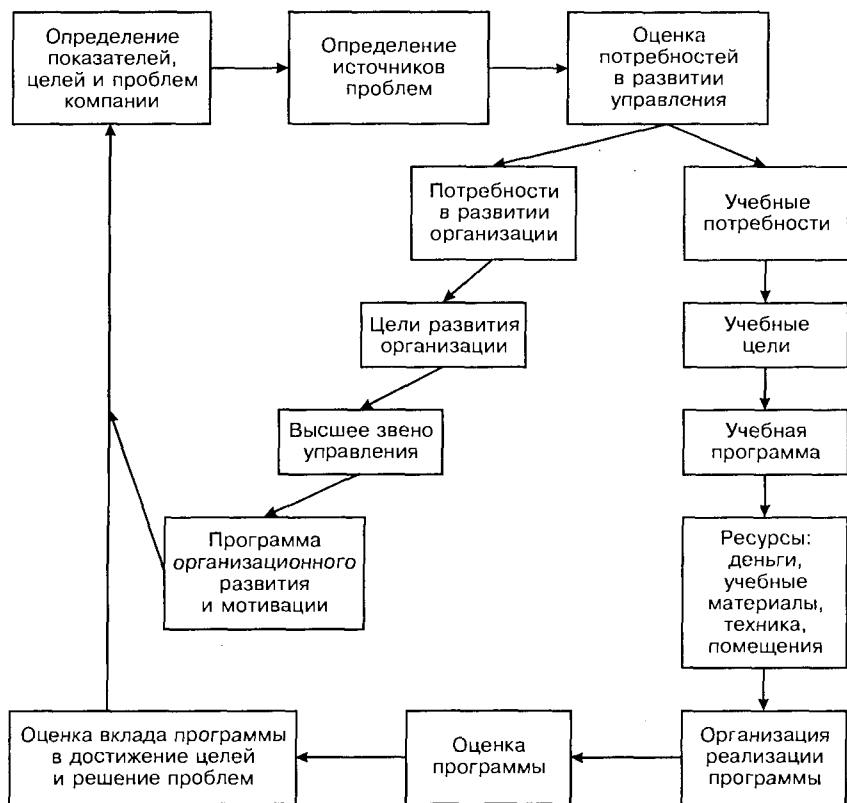 Определение
показателей,
целей и проблем
компании
Определение
источников
проблем
Оценка
потребностей
в развитии
управления
Потребности
в развитии
организации
Учебные
потребности
Цели развития
организации
Учебные
цели
Высшее звено
управления
Учебная
программа
Программа
организационного
развития
и мотивации
Ресурсы:
деньги,
учебные
материалы,
техника,
помещения
Оценка вклада программы
в достижение целей
и решение проблем
Оценка
программы
Организация
реализации
программы